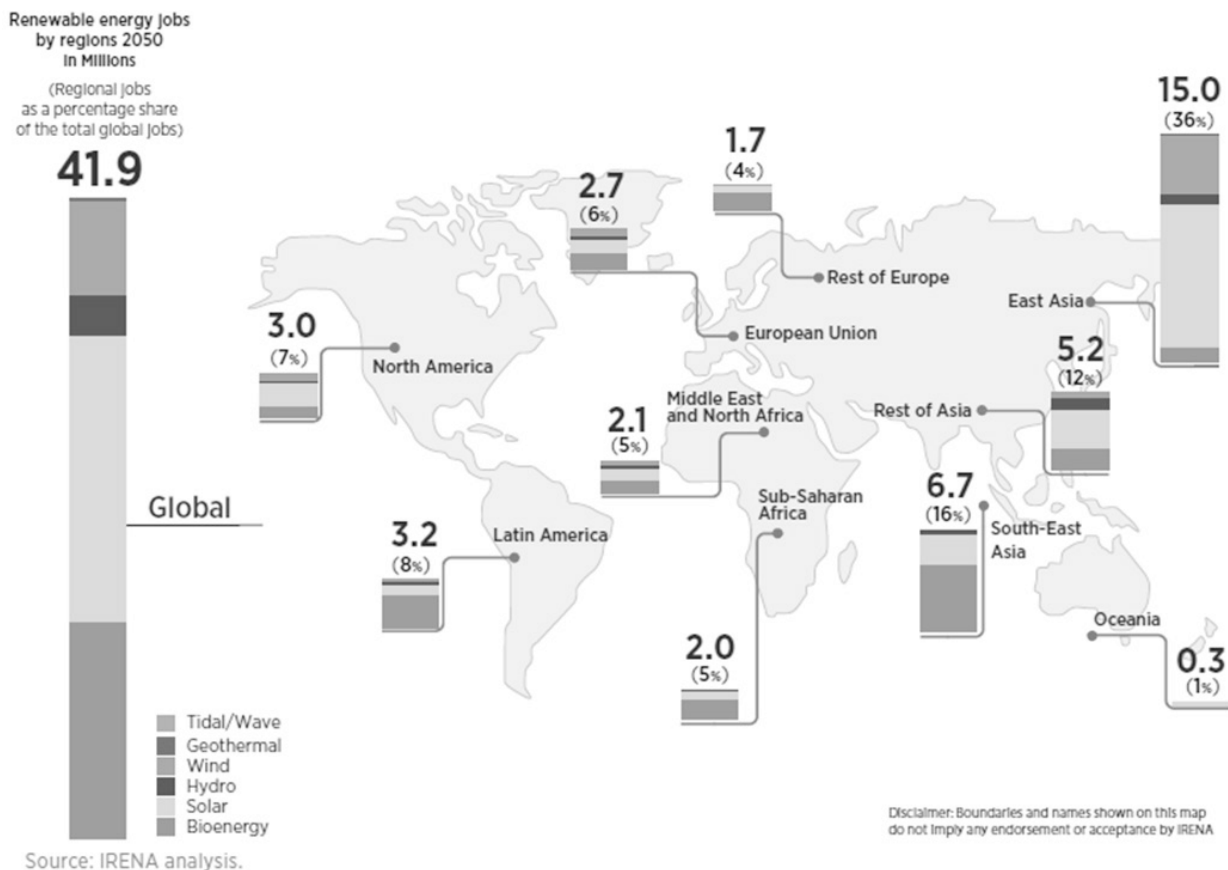 Renewable energy jobs
by regions 2050
in Millions
(Regional jobs
as a percentage share
of the total global jobs)
41.9
Global
Tidal/Wave
Geothermal
Wind
Hydro
Solar
Bioenergy
Source: IRENA analysis.
3.0
(7%)
North America
2.7
(6%)
European Union
1.7
(4%)
Rest of Europe
15.0
(36%)
East Asia
5.2
(12%)
Rest of Asia
2.1
(5%)
Middle East
and North Africa
3.2
(8%)
Latin America
2.0
(5%)
Sub-Saharan
Africa
6.7
(16%)
South-East
Asia
Oceania
0.3
(1%)
Disclaimer: Boundaries and names shown on this map
do not imply any endorsement or acceptance by IRENA